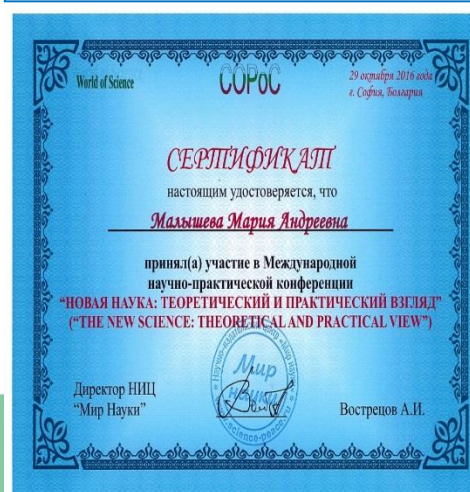 World of Science
СОРоС
29 октября 2016 года
г. София, Болгария
СЕРТИФИКАТ
настоящим удостоверяется, что
Малышева Мария Андреевна
принял(а) участие в Международной
научно-практической конференции
“НОВАЯ НАУКА: ТЕОРЕТИЧЕСКИЙ И ПРАКТИЧЕСКИЙ ВЗГЛЯД”
(“THE NEW SCIENCE: THEORETICAL AND PRACTICAL VIEW”)
Мир
науки
Директор НИЦ
“Мир Науки”
Вострецов А.И.